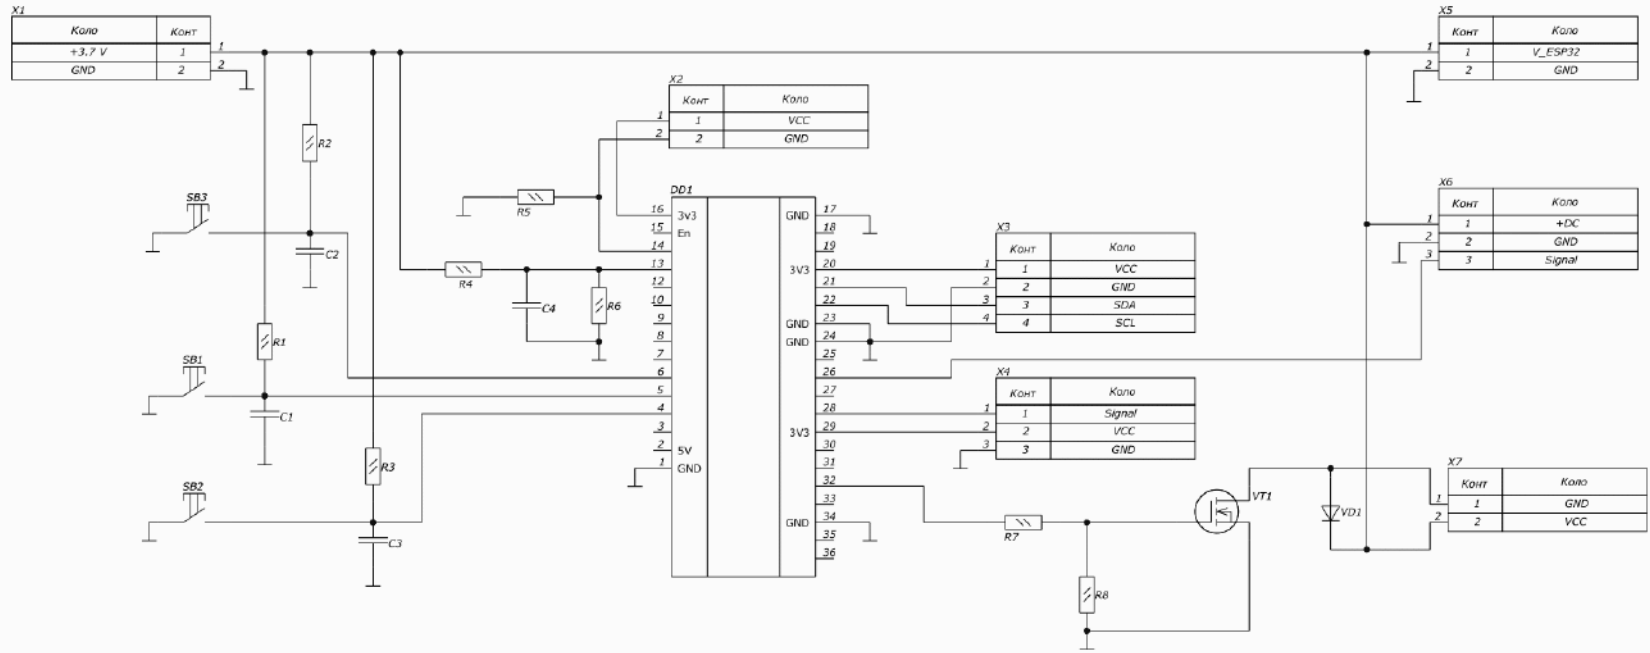 X1
Коло Конт
+3,7 V 1 1
GND 2 2
X5
Конт Коло
1 1 V_ESP32
2 2 GND
X2
Конт Коло
1 1 VCC
2 2 GND
R2
R5
SB3
C2
R4
C4
R6
X6
Конт Коло
1 1 +DC
2 2 GND
3 3 Signal
DD1
16 3v3 GND 17
15 En 18
14 19
13 3V3 20
12 21
10 22
9 GND 23
8 GND 24
7 25
6 26
5 27
4 28
3 3V3 29
2 5V 30
1 GND 31
32
33
GND 34
35
36
X3
Конт Коло
1 1 VCC
2 2 GND
3 3 SDA
4 4 SCL
R1
SB1
C1
X4
Конт Коло
1 1 Signal
2 2 VCC
3 3 GND
R3
SB2
C3
R7
R8
VT1
VD1
X7
Конт Коло
1 1 GND
2 2 VCC